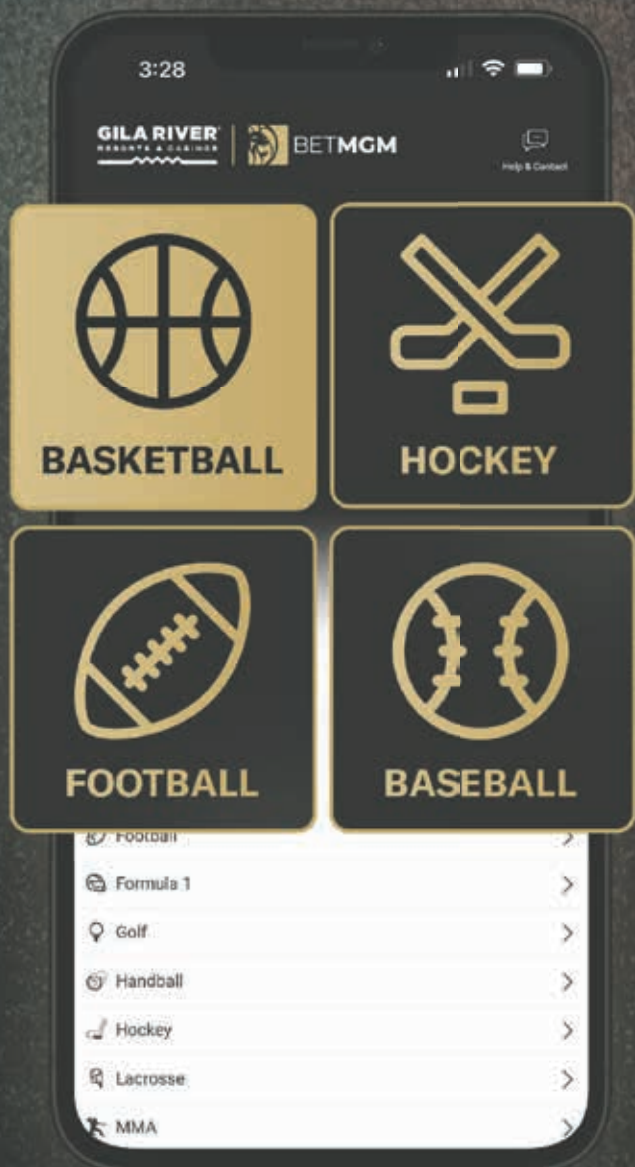 3:28
GILA RIVER
RESORTS & CASINOS
BETMGM
Help & Contact
BASKETBALL
HOCKEY
FOOTBALL
BASEBALL
Football
Formula 1
Golf
Handball
Hockey
Lacrosse
MMA